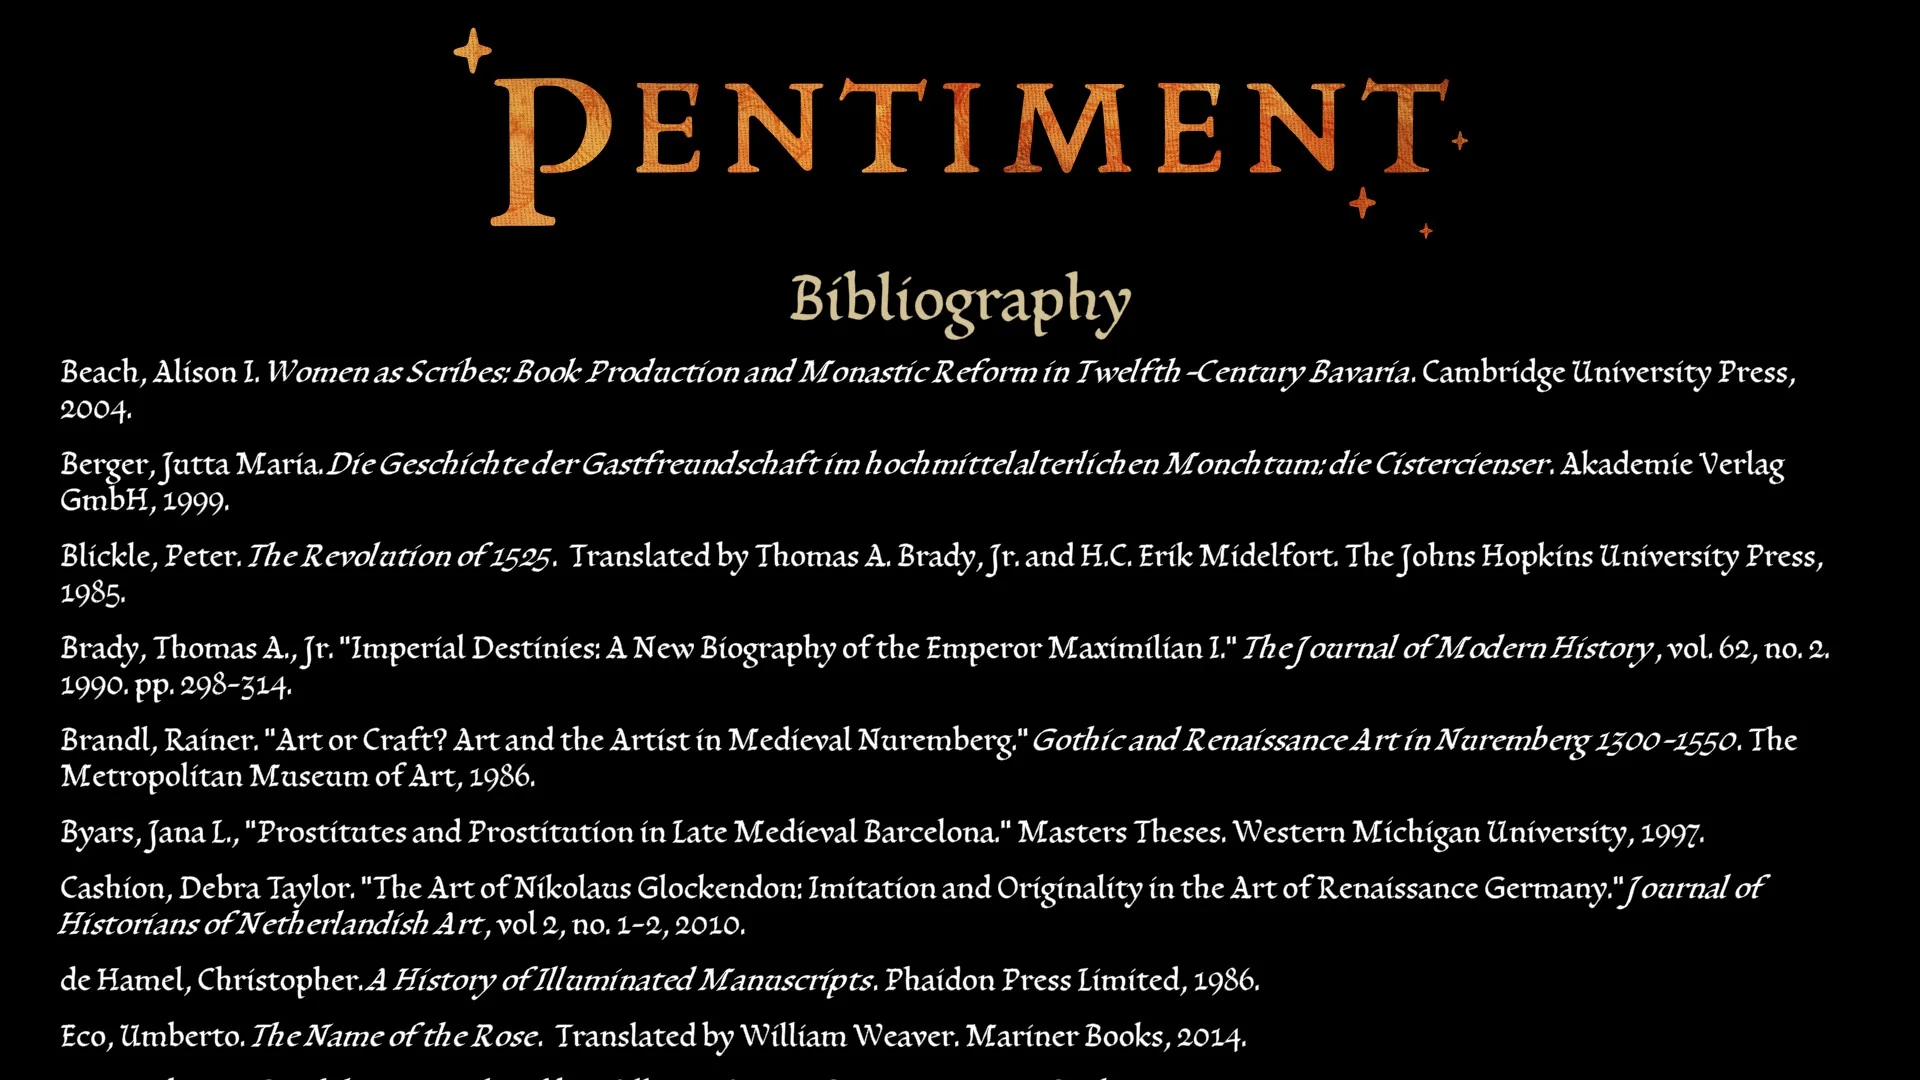 PENTIMENT
Bibliography
Beach, Alison I. Women as Scribes: Book Production and Monastic Reform in Twelfth-Century Bavaria. Cambridge University Press,
2004.
Berger, Jutta Maria. Die Geschichte der Gastfreundschaft im hochmittelalterlichen Monchtum: die Cistercienser. Akademie Verlag
GmbH, 1999.
Blickle, Peter. The Revolution of 1525. Translated by Thomas A. Brady, Jr. and H.C. Erik Midelfort. The Johns Hopkins University Press,
1985.
Brady, Thomas A., Jr. "Imperial Destinies: A New Biography of the Emperor Maximilian I." The Journal of Modern History, vol. 62, no. 2.
1990. pp. 298-314.
Brandl, Rainer. "Art or Craft? Art and the Artist in Medieval Nuremberg." Gothic and Renaissance Art in Nuremberg 1300-1550. The
Metropolitan Museum of Art, 1986.
Byars, Jana L., "Prostitutes and Prostitution in Late Medieval Barcelona." Masters Theses. Western Michigan University, 1997.
Cashion, Debra Taylor. "The Art of Nikolaus Glockendon: Imitation and Originality in the Art of Renaissance Germany." Journal of
Historians of Netherlandish Art, vol 2, no. 1-2, 2010.
de Hamel, Christopher. A History of Illuminated Manuscripts. Phaidon Press Limited, 1986.
Eco, Umberto. The Name of the Rose. Translated by William Weaver. Mariner Books, 2014.